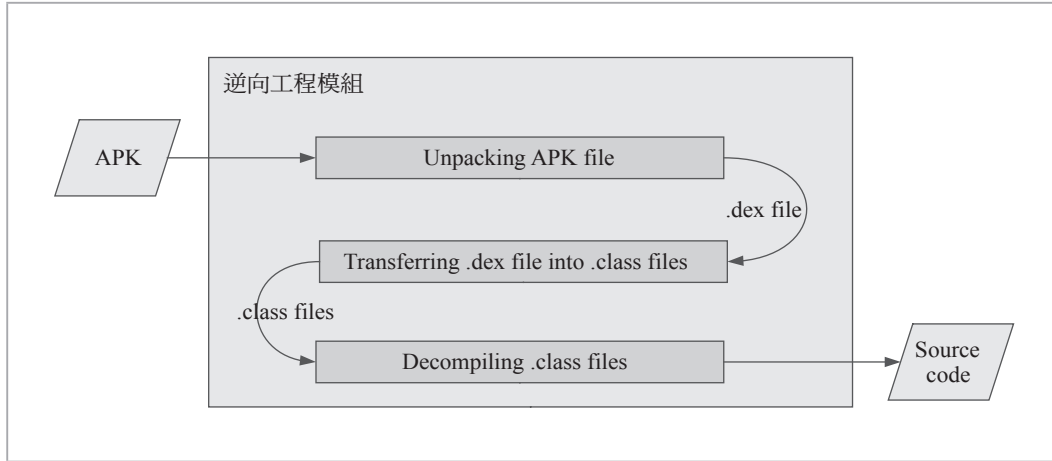 逆向工程模組
APK
Unpacking APK file
.dex file
Transferring .dex file into .class files
.class files
Decompiling .class files
Source
code